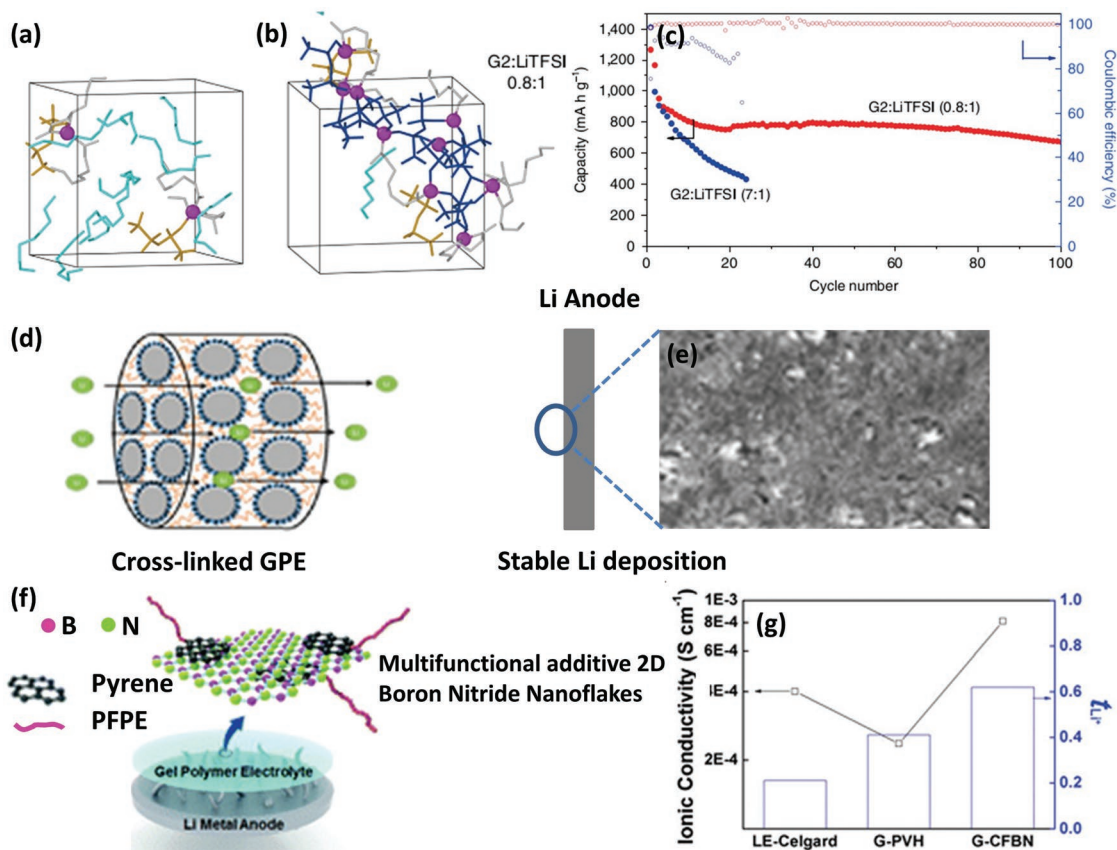 (a)
(b)
G2:LiTFSI
0.8:1
(c)
1,400
1,200
1,000
800
600
400
200
0
Capacity (mA h g⁻¹)
G2:LiTFSI (0.8:1)
G2:LiTFSI (7:1)
0
20
40
60
80
100
Cycle number
100
80
60
40
20
0
Coulombic efficiency (%)
Li Anode
(d)
(e)
Cross-linked GPE
Stable Li deposition
(f)
B
N
Pyrene
PFPE
Multifunctional additive 2D
Boron Nitride Nanoflakes
Gel Polymer Electrolyte
Li Metal Anode
(g)
Ionic Conductivity (S cm⁻¹)
1E-3
8E-4
6E-4
1E-4
2E-4
LE-Celgard
G-PVH
G-CFBN
1.0
0.8
0.6
0.4
0.2
0.0
tLi+